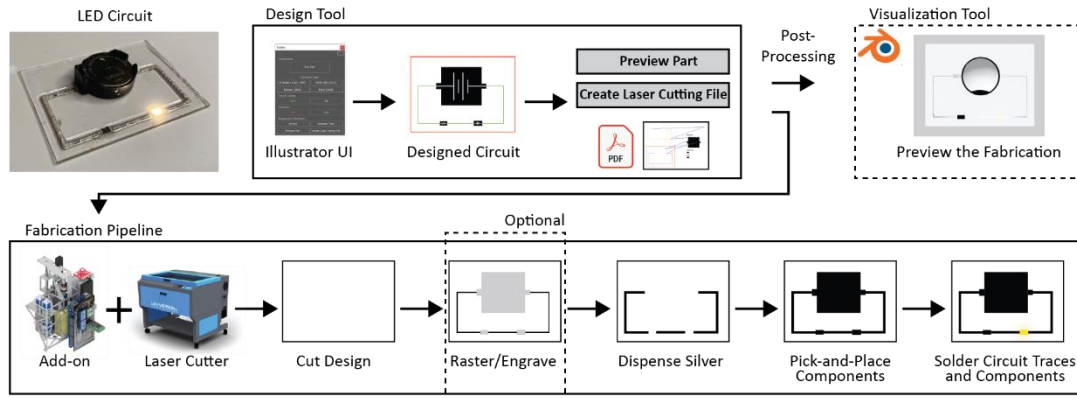 LED Circuit
Design Tool
Post-
Processing
Visualization Tool
Preview Part
Create Laser Cutting File
PDF
Illustrator UI
Designed Circuit
Preview the Fabrication
Optional
Fabrication Pipeline
Add-on
Laser Cutter
Cut Design
Raster/Engrave
Dispense Silver
Pick-and-Place
Components
Solder Circuit Traces
and Components